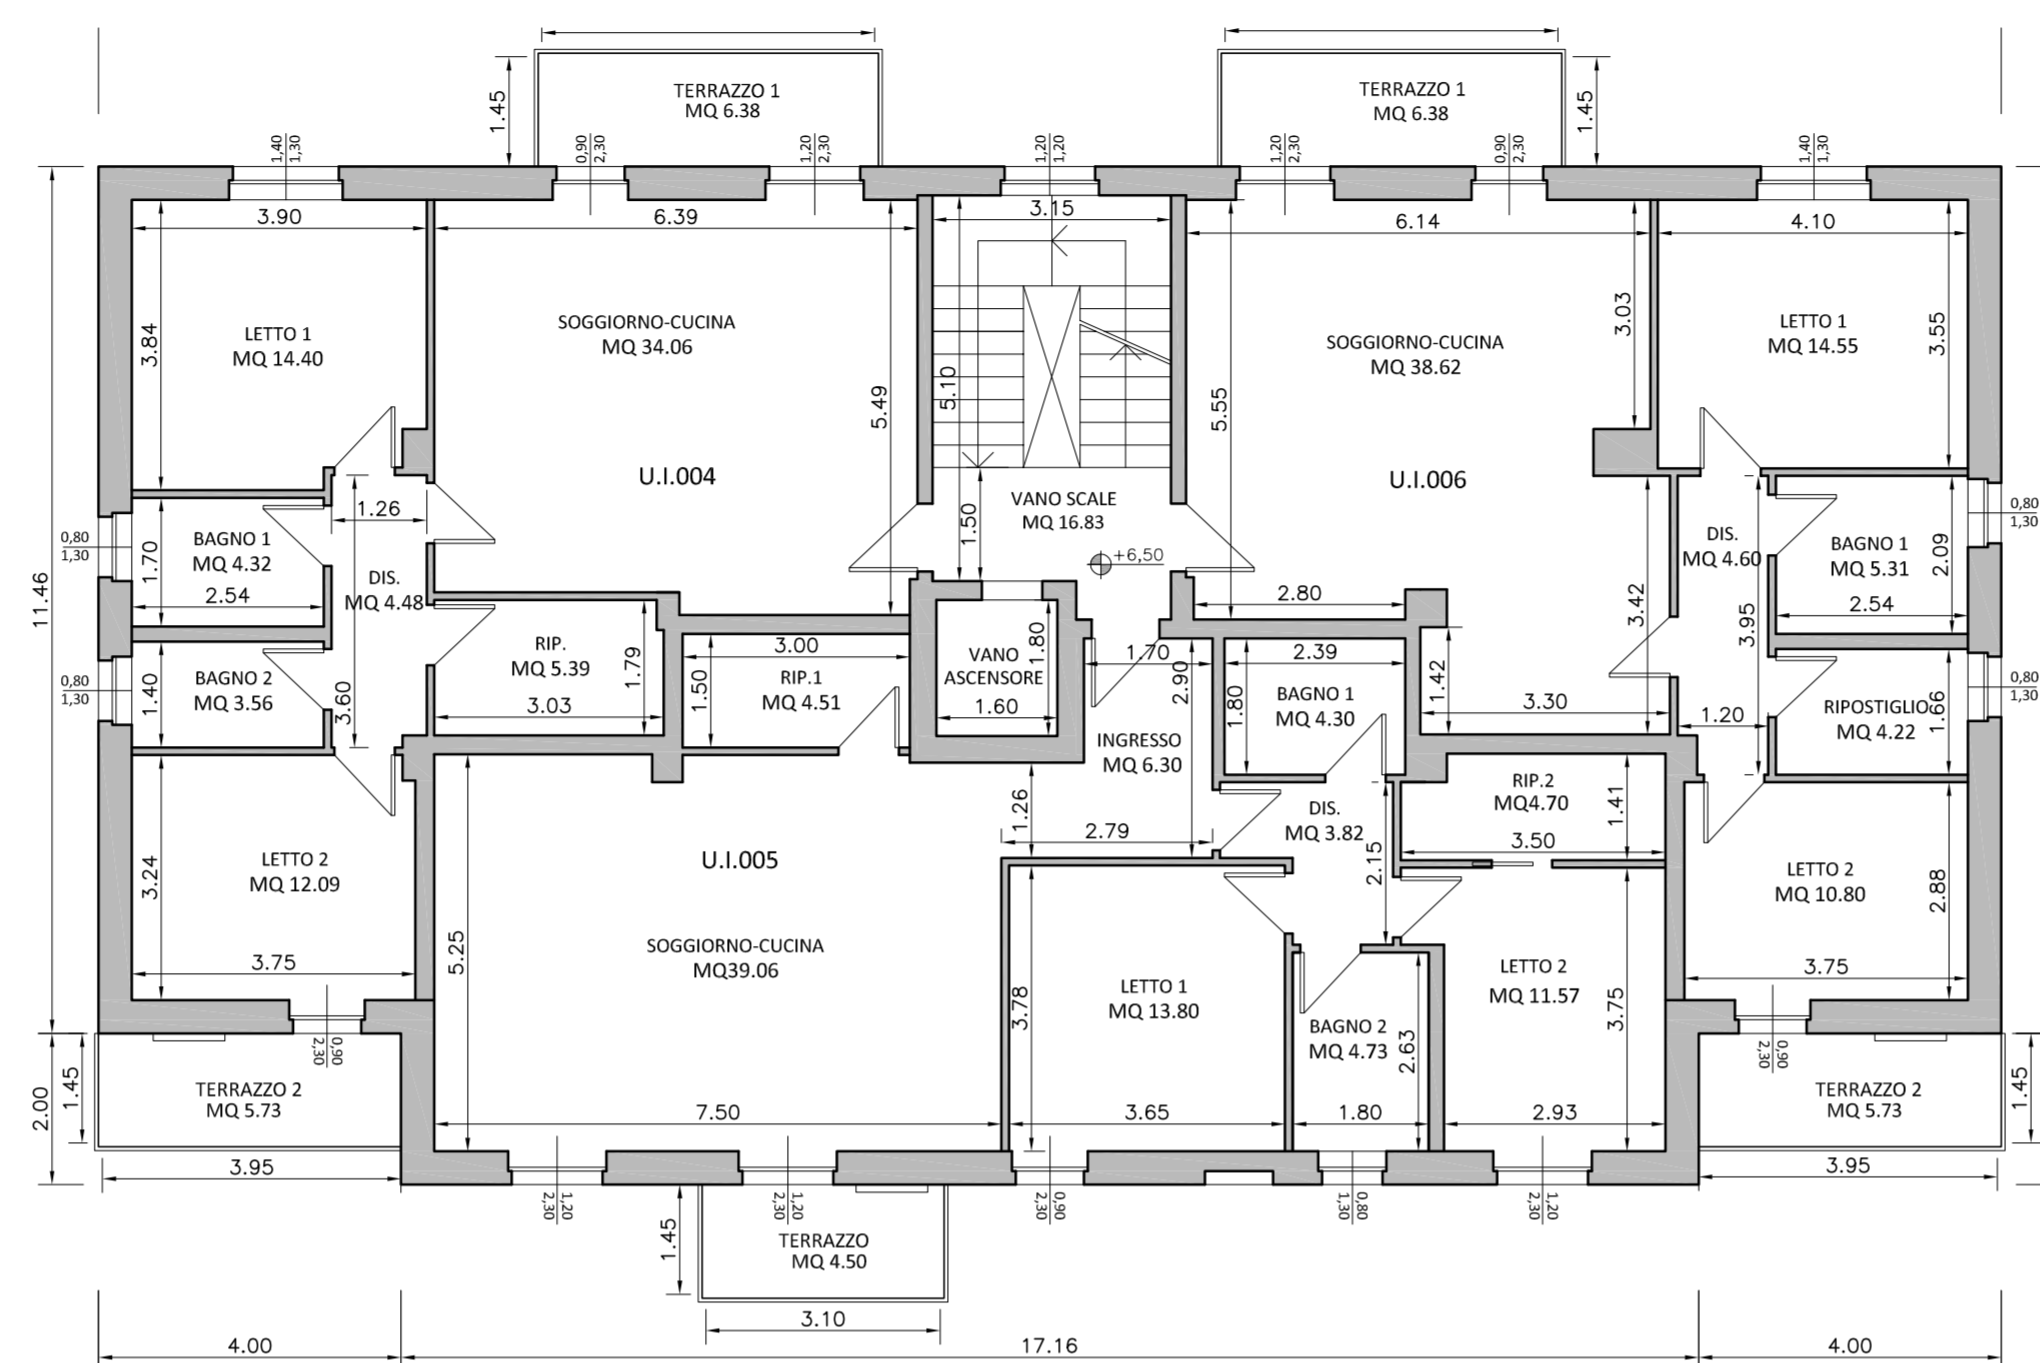 TERRAZZO 1
MQ 6.38
1.45
TERRAZZO 1
MQ 6.38
1.45
1,40
1,30
0,90
2,30
1,20
2,30
1,20
1,20
1,20
2,30
0,90
2,30
1,40
1,30
3.90
6.39
3.15
6.14
4.10
LETTO 1
MQ 14.40
3.84
SOGGIORNO-CUCINA
MQ 34.06
5.49
5.10
SOGGIORNO-CUCINA
MQ 38.62
5.55
3.03
LETTO 1
MQ 14.55
3.55
U.I.004
VANO SCALE
MQ 16.83
1.50
+6,50
U.I.006
11.46
0,80
1,30
BAGNO 1
MQ 4.32
1.70
2.54
1.26
DIS.
MQ 4.48
3.60
DIS.
MQ 4.60
3.95
BAGNO 1
MQ 5.31
2.09
2.54
0,80
1,30
2.80
3.42
0,80
1,30
BAGNO 2
MQ 3.56
1.40
RIP.
MQ 5.39
1.79
3.03
3.00
RIP.1
MQ 4.51
1.50
VANO
ASCENSORE
1.80
1.60
1.70
2.90
INGRESSO
MQ 6.30
2.39
BAGNO 1
MQ 4.30
1.80
1.42
3.30
1.20
RIPOSTIGLIO
MQ 4.22
1.66
0,80
1,30
LETTO 2
MQ 12.09
3.24
3.75
U.I.005
SOGGIORNO-CUCINA
MQ39.06
5.25
7.50
1.26
2.79
DIS.
MQ 3.82
2.15
RIP.2
MQ4.70
1.41
3.50
LETTO 2
MQ 10.80
2.88
3.75
LETTO 1
MQ 13.80
3.78
3.65
BAGNO 2
MQ 4.73
2.63
1.80
LETTO 2
MQ 11.57
3.75
2.93
0,90
2,30
0,90
2,30
2.00
1.45
TERRAZZO 2
MQ 5.73
3.95
TERRAZZO 2
MQ 5.73
1.45
3.95
1,20
2,30
1,20
2,30
0,90
2,30
0,80
1,30
1,20
2,30
1.45
TERRAZZO
MQ 4.50
3.10
4.00
17.16
4.00